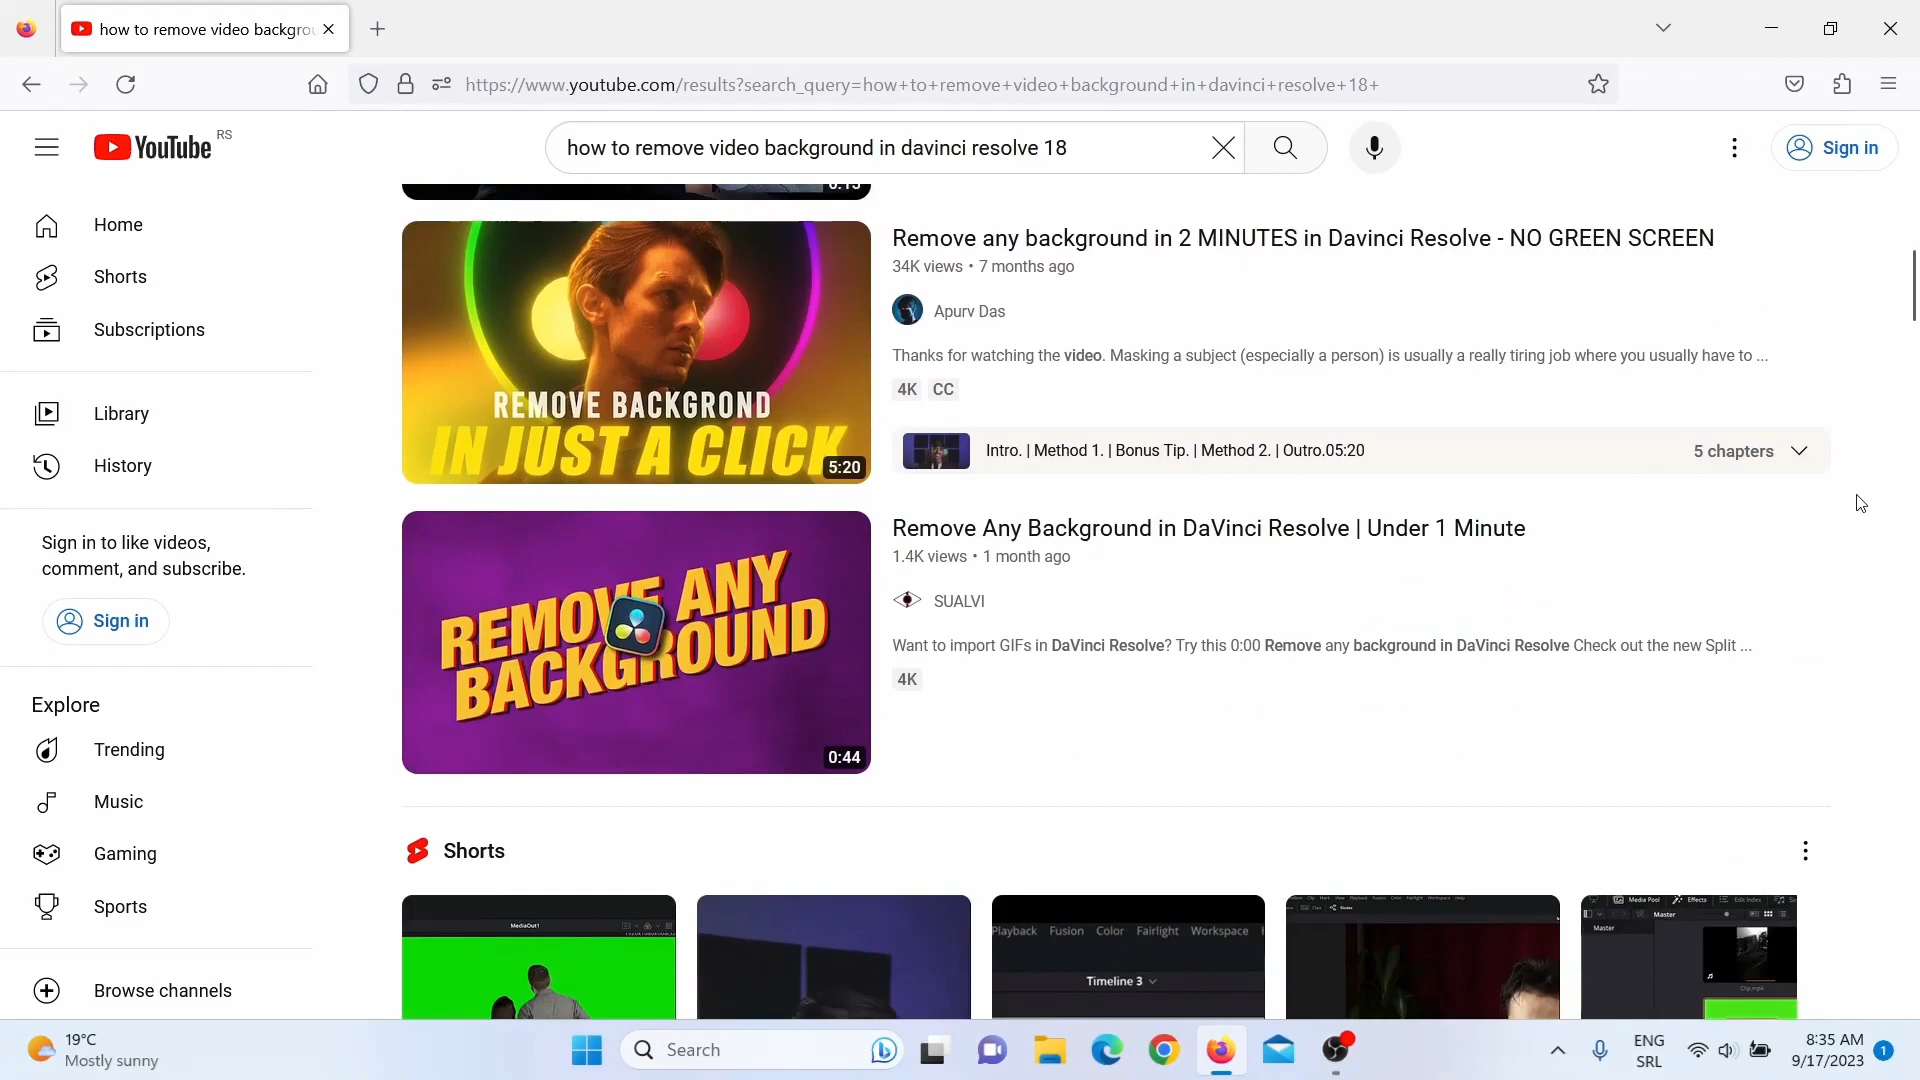 how to remove video backgrou
https://www.youtube.com/results?search_query=how+to+remove+video+background+in+davinci+resolve+18+
YouTube RS
how to remove video background in davinci resolve 18
Sign in
Home
Shorts
Subscriptions
Library
History
Sign in to like videos,
comment, and subscribe.
Sign in
Explore
Trending
Music
Gaming
Sports
Browse channels
REMOVE BACKGROND
IN JUST A CLICK
5:20
Remove any background in 2 MINUTES in Davinci Resolve - NO GREEN SCREEN
34K views • 7 months ago
Apurv Das
Thanks for watching the video. Masking a subject (especially a person) is usually a really tiring job where you usually have to ...
4K CC
Intro. | Method 1. | Bonus Tip. | Method 2. | Outro.05:20
5 chapters
REMOVE ANY
BACKGROUND
0:44
Remove Any Background in DaVinci Resolve | Under 1 Minute
1.4K views • 1 month ago
SUALVI
Want to import GIFs in DaVinci Resolve? Try this 0:00 Remove any background in DaVinci Resolve Check out the new Split ...
4K
Shorts
MediaOut1
Playback Fusion Color Fairlight Workspace
Timeline 3
Media Pool Effects Edit Index
Master
Master
Clip.mp4
19°C
Mostly sunny
Search
ENG
SRL
8:35 AM
9/17/2023
1